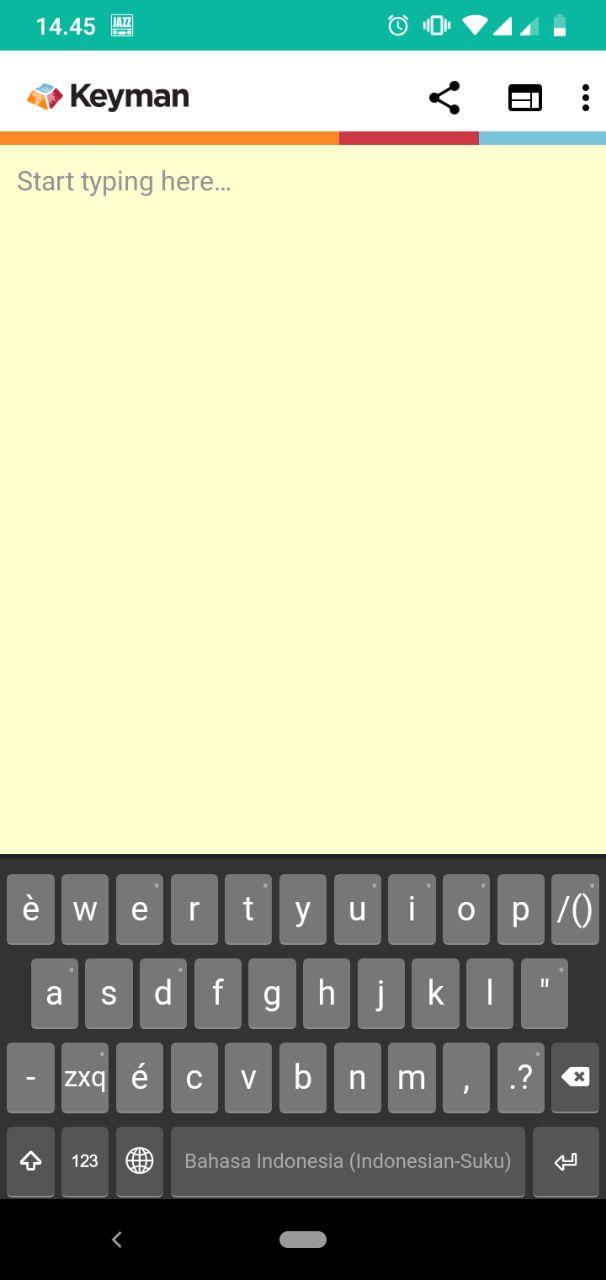 14.45 JAZZ
Keyman
Start typing here...
è w e r t y u i o p /()
a s d f g h j k l "
- zxq é c v b n m , .?
123 Bahasa Indonesia (Indonesian-Suku)